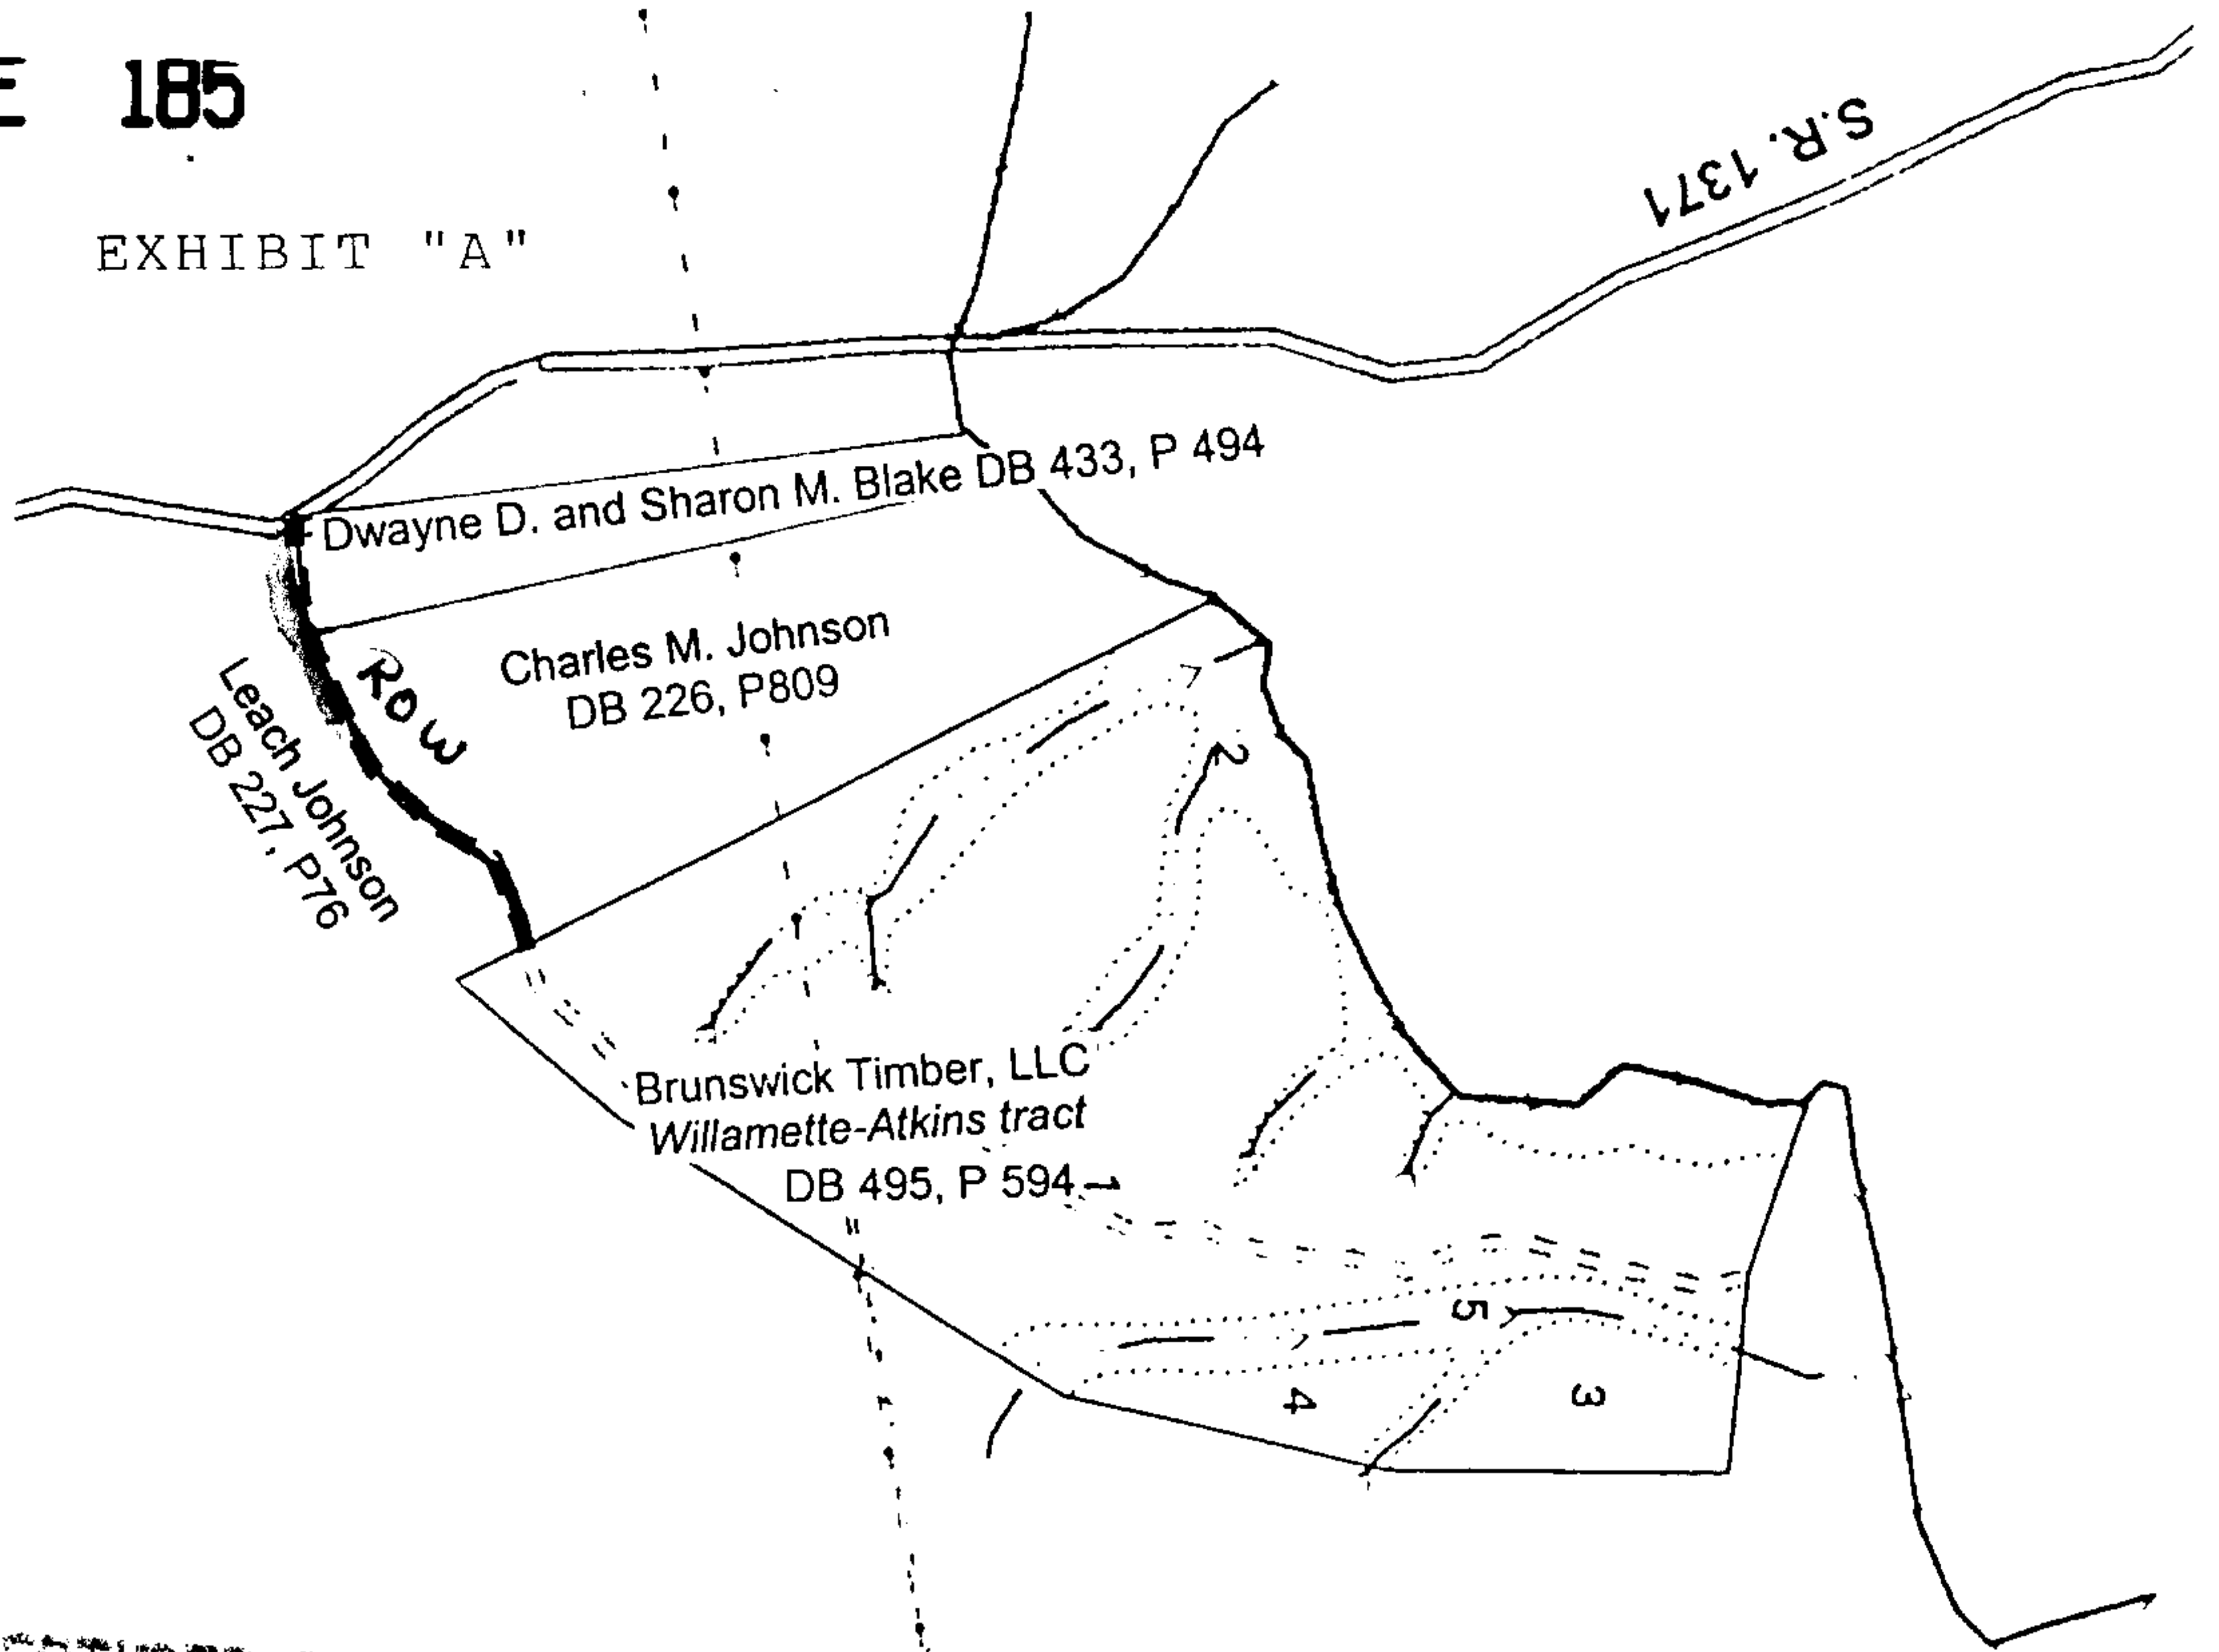 E 185
EXHIBIT "A"
S.R. 1371
Dwayne D. and Sharon M. Blake DB 433, P 494
Charles M. Johnson
DB 226, P809
ROW
Leach Johnson
DB 227, P76
2
Brunswick Timber, LLC
Willamette-Atkins tract
DB 495, P 594
1
5
4
3